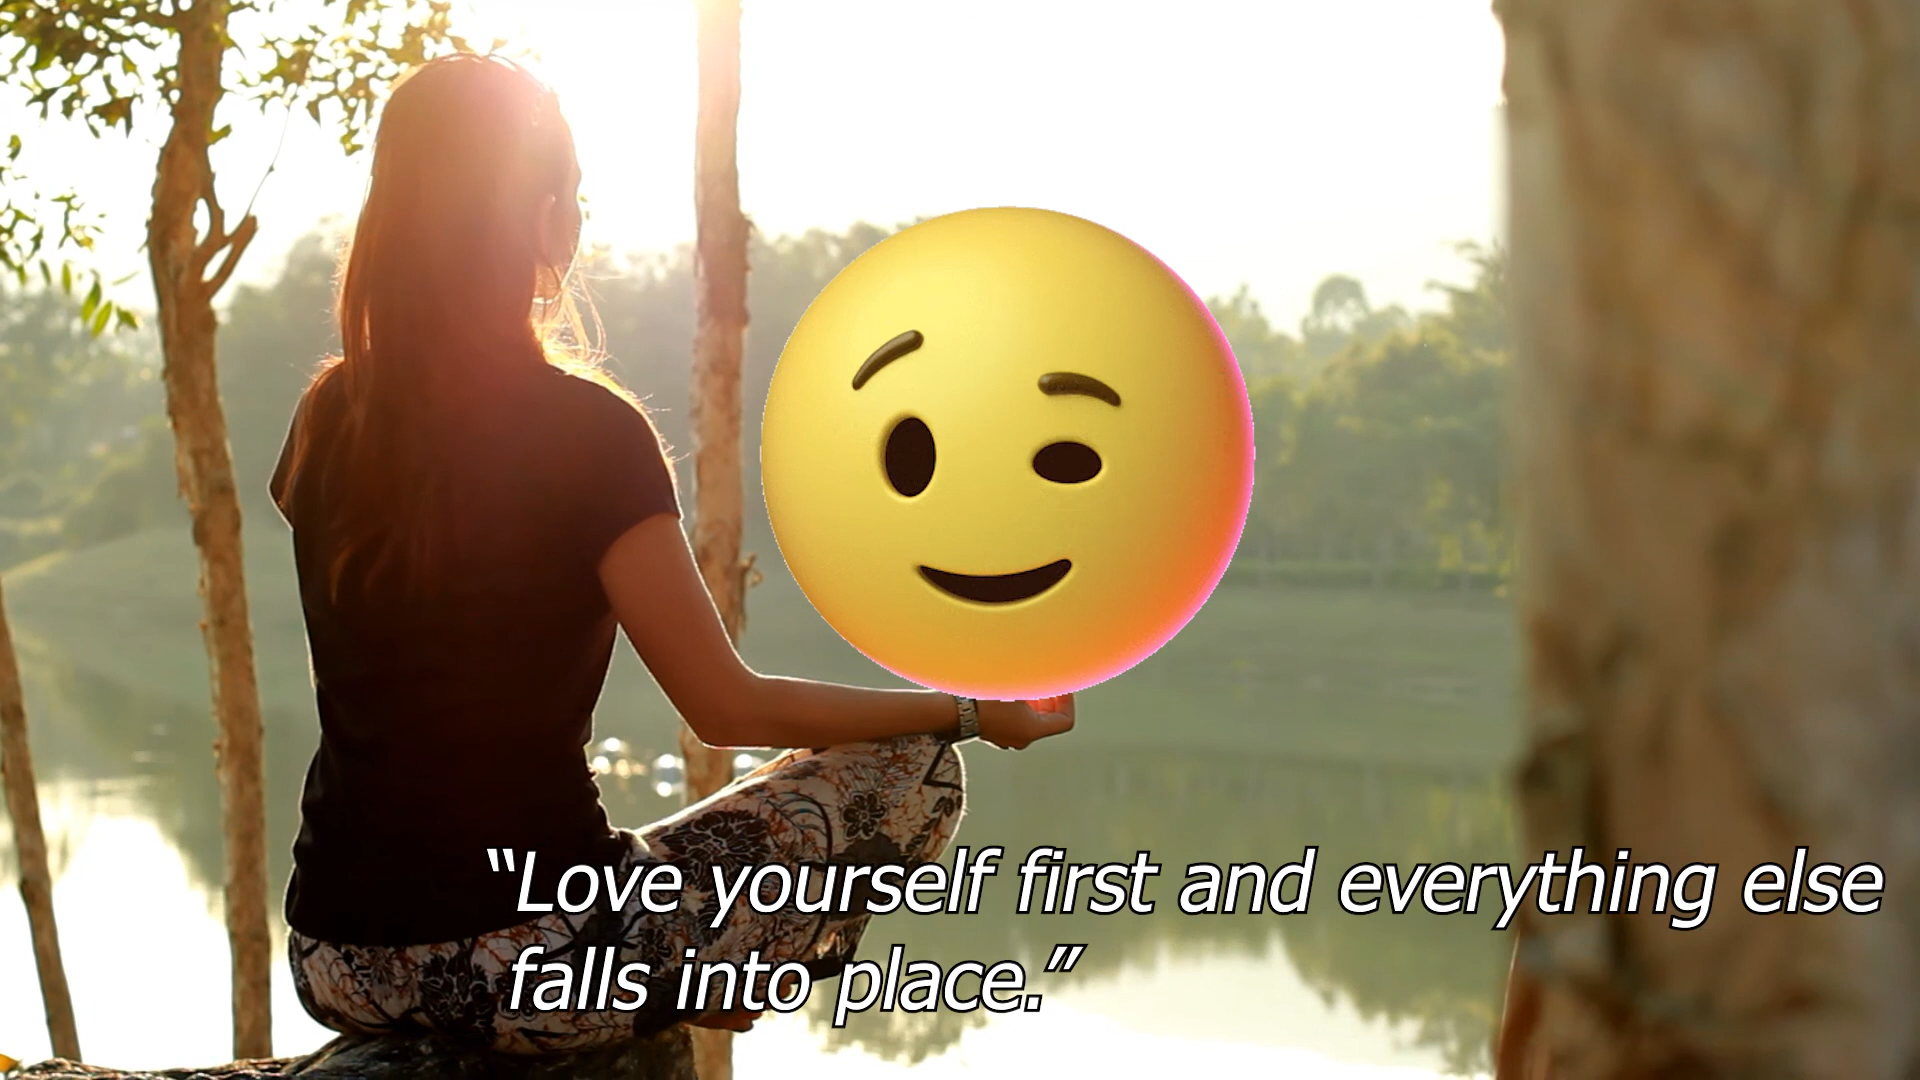 “Love yourself first and everything else
falls into place.”